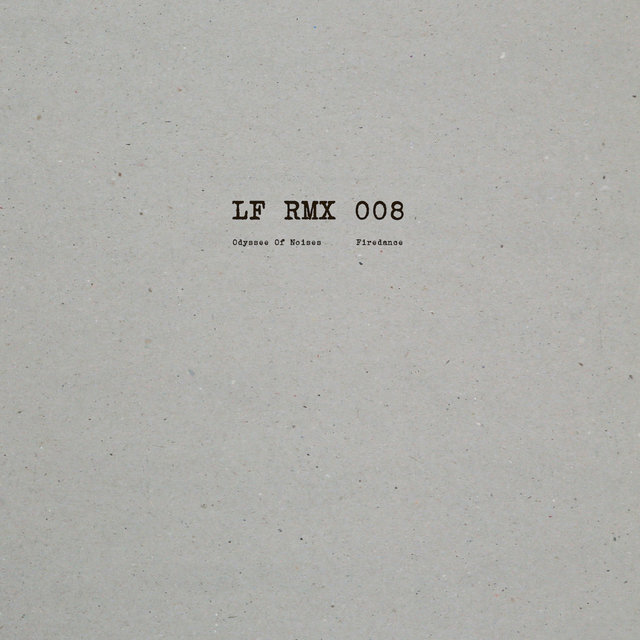 LF RMX 008
Odyssee Of Noises Firedance